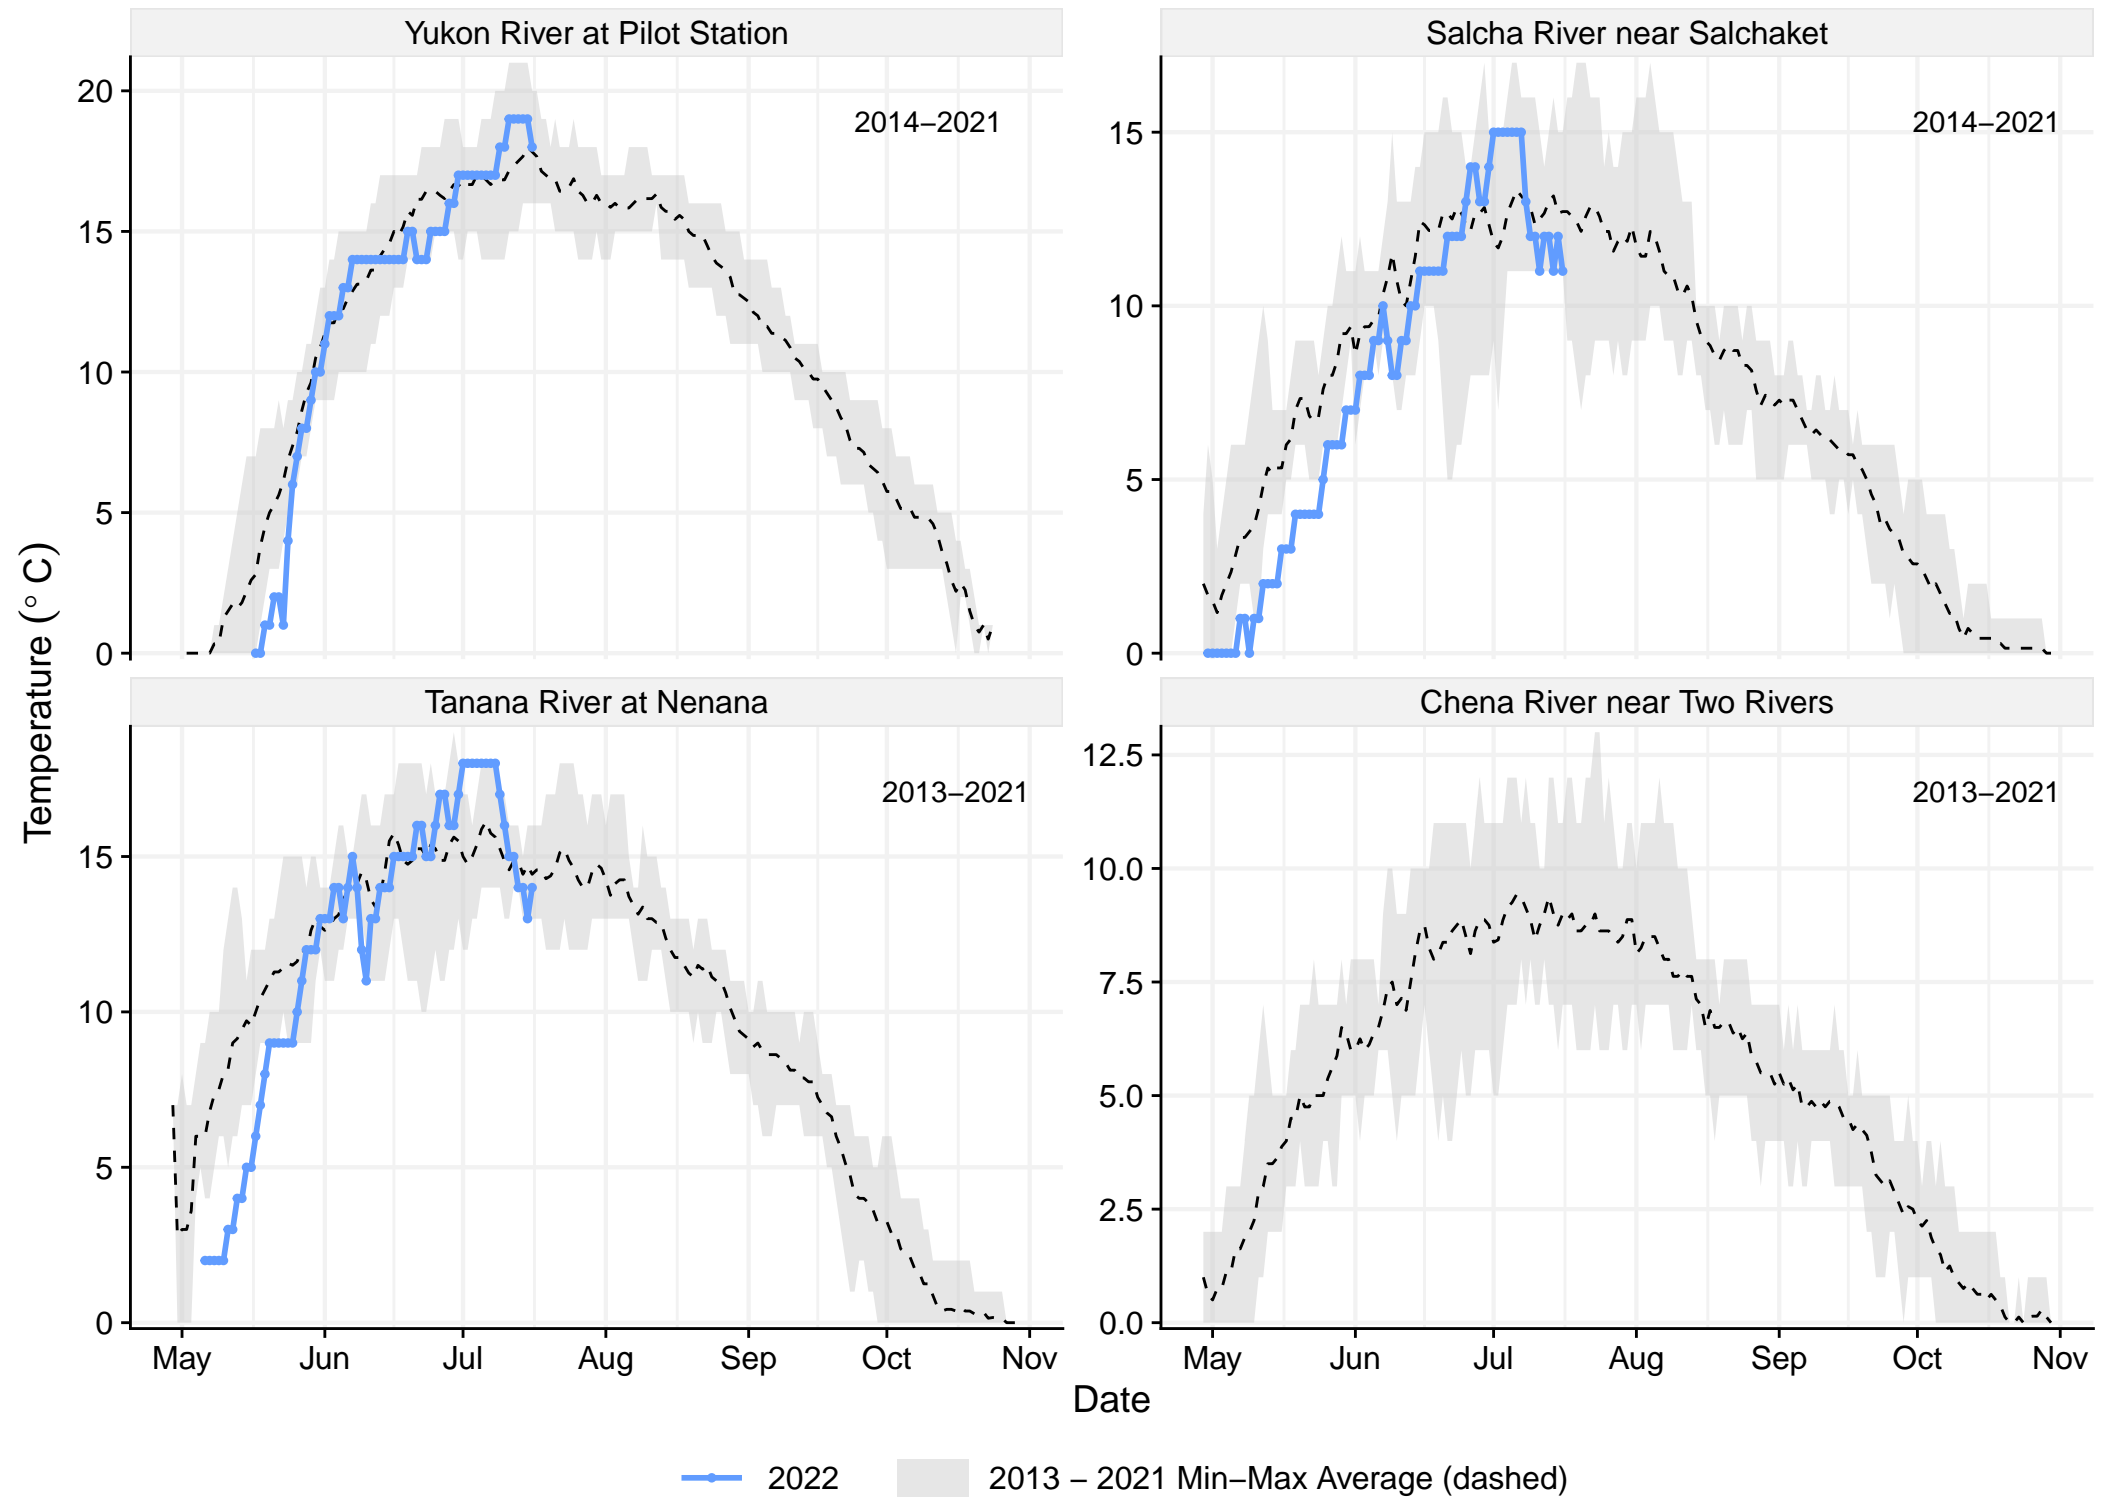 Yukon River at Pilot Station
Salcha River near Salchaket
20
15
10
5
0
2014–2021
15
10
5
0
2014–2021
Temperature (° C)
Tanana River at Nenana
Chena River near Two Rivers
15
10
5
0
2013–2021
12.5
10.0
7.5
5.0
2.5
0.0
2013–2021
May Jun Jul Aug Sep Oct Nov
May Jun Jul Aug Sep Oct Nov
Date
2022
2013 – 2021 Min–Max Average (dashed)